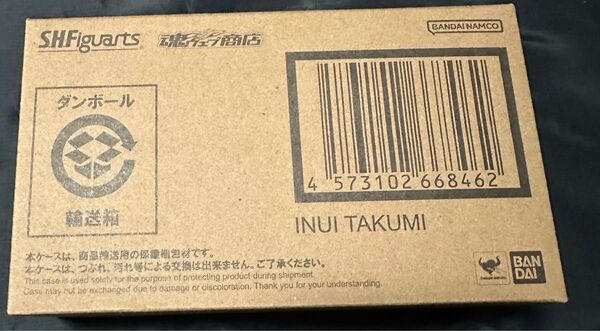 S.H.Figuarts 魂ウェブ商店
BANDAI NAMCO
ダンボール
輸送箱
4 573102 668462
INUI TAKUMI
本ケースは、商品輸送用の保護梱包材です。
本ケースは、つぶれ、汚れ等による交換は出来ません。ご了承ください。
This case is used solely for the purpose of protecting product during shipment.
Case may not be exchanged due to damage or discoloration. Thank you for your understanding.
BAN
DAI